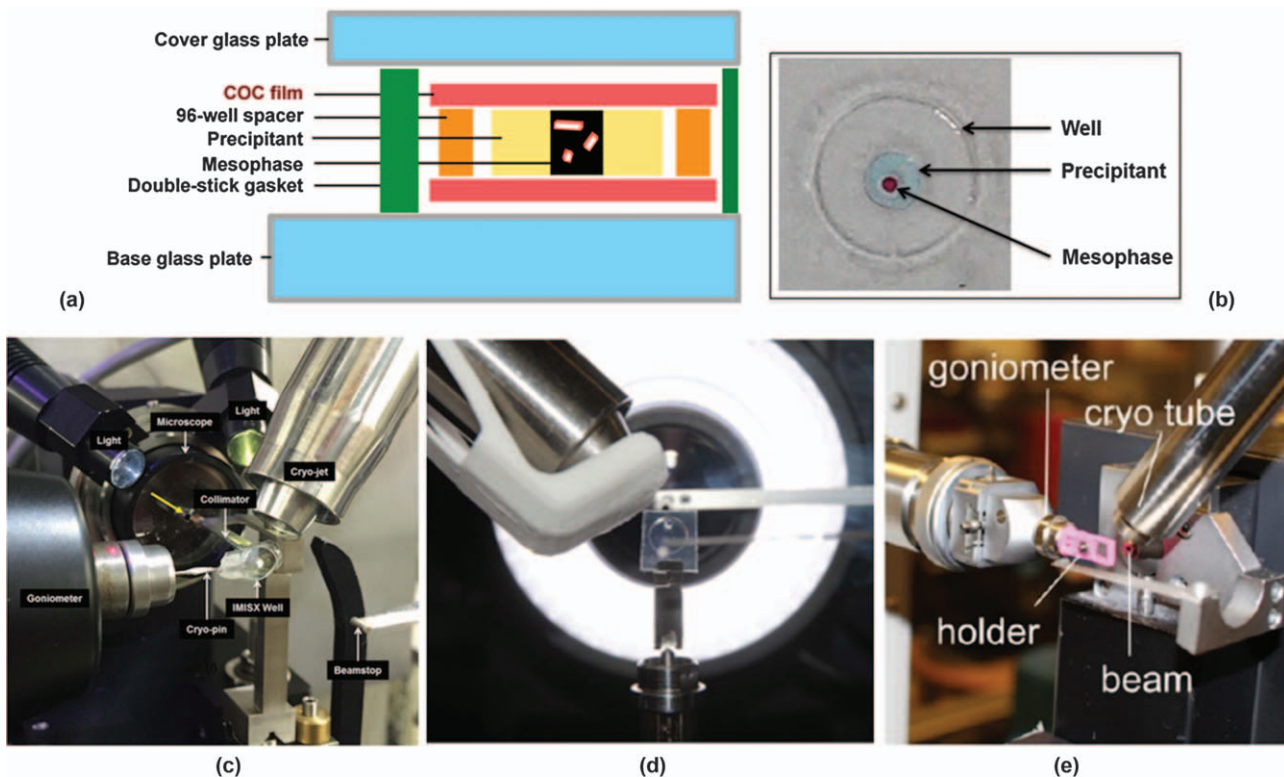 Cover glass plate
COC film
96-well spacer
Precipitant
Mesophase
Double-stick gasket
Base glass plate
(a)
Well
Precipitant
Mesophase
(b)
Light
Microscope
Light
Cryo-jet
Collimator
Goniometer
IMISX Well
Cryo-pin
Beamstop
(c)
(d)
goniometer
cryo tube
holder
beam
(e)